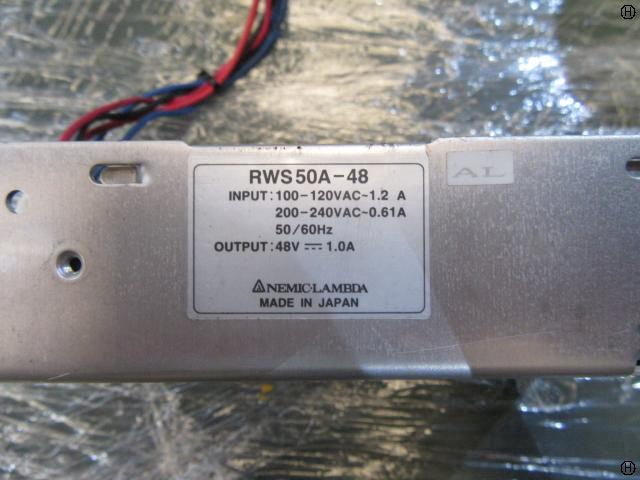 RWS50A-48
INPUT:100-120VAC~1.2 A
200-240VAC~0.61A
50/60Hz
OUTPUT:48V⎓1.0A
NEMIC·LAMBDA
MADE IN JAPAN
AL
H
H